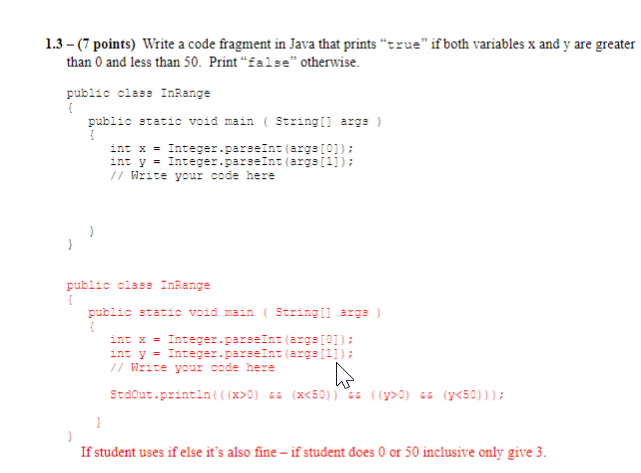 1.3 – (7 points) Write a code fragment in Java that prints “true” if both variables x and y are greater
than 0 and less than 50. Print “false” otherwise.
public class InRange
{
public static void main ( String[] args )
{
int x = Integer.parseInt(args[0]);
int y = Integer.parseInt(args[1]);
// Write your code here
}
}
public class InRange
{
public static void main ( String[] args )
{
int x = Integer.parseInt(args[0]);
int y = Integer.parseInt(args[1]);
// Write your code here
StdOut.println(((x>0) && (x<50)) && ((y>0) && (y<50)));
}
}
If student uses if else it’s also fine – if student does 0 or 50 inclusive only give 3.